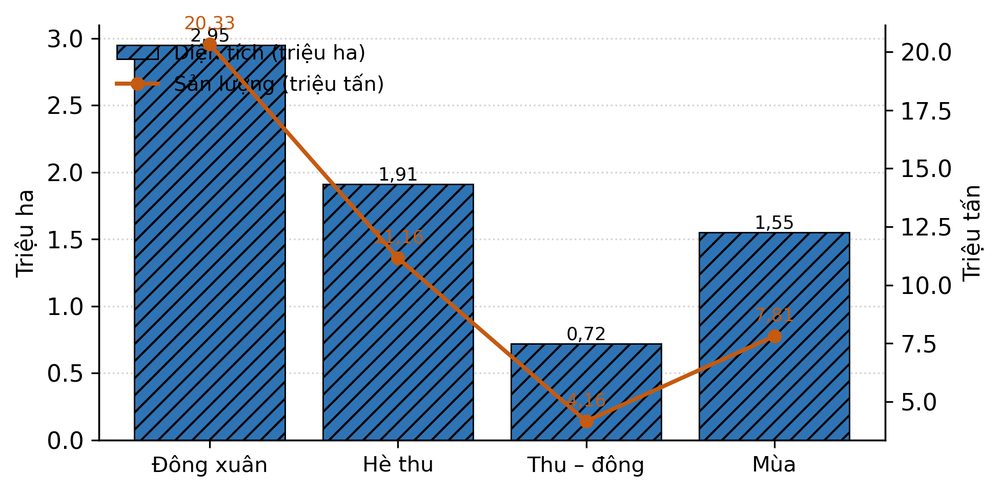 20,33
2,95
Diện tích (triệu ha)
Sản lượng (triệu tấn)
3.0
2.5
2.0
1.5
1.0
0.5
0.0
Triệu ha
1,91
11,16
0,72
4,16
1,55
7,81
20.0
17.5
15.0
12.5
10.0
7.5
5.0
Triệu tấn
Đông xuân
Hè thu
Thu – đông
Mùa